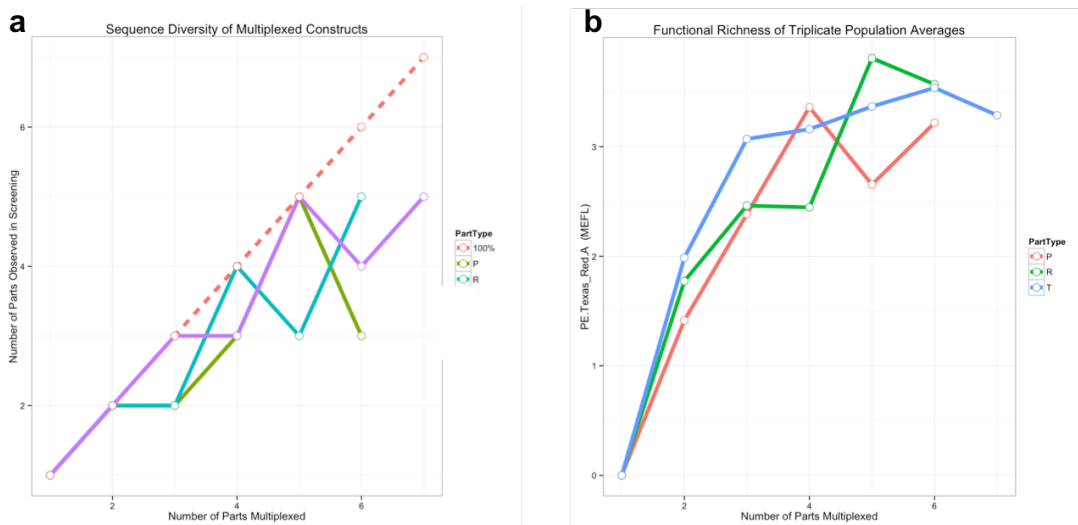 a
Sequence Diversity of Multiplexed Constructs
Number of Parts Observed in Screening
6
4
2
2
4
6
Number of Parts Multiplexed
PartType
100%
P
R
b
Functional Richness of Triplicate Population Averages
PE.Texas_Red.A (MEFL)
3
2
1
0
2
4
6
Number of Parts Multiplexed
PartType
P
R
T